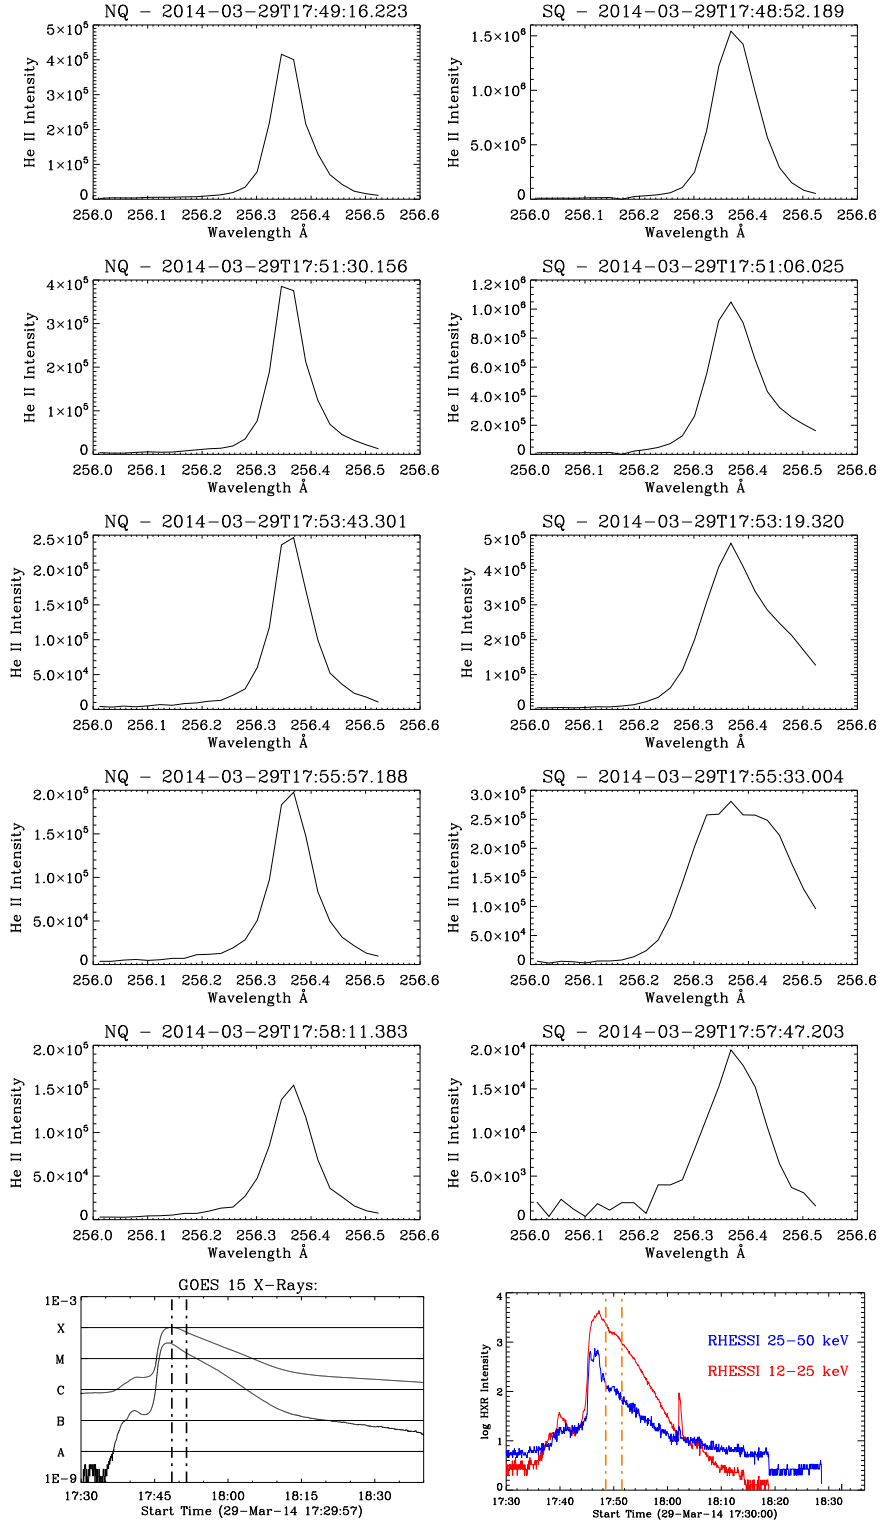 NQ - 2014-03-29T17:49:16.223
5×10⁵
4×10⁵
3×10⁵
2×10⁵
1×10⁵
0
He II Intensity
256.0 256.1 256.2 256.3 256.4 256.5 256.6
Wavelength Å
SQ - 2014-03-29T17:48:52.189
1.5×10⁶
1.0×10⁶
5.0×10⁵
0
He II Intensity
256.0 256.1 256.2 256.3 256.4 256.5 256.6
Wavelength Å
NQ - 2014-03-29T17:51:30.156
4×10⁵
3×10⁵
2×10⁵
1×10⁵
0
He II Intensity
256.0 256.1 256.2 256.3 256.4 256.5 256.6
Wavelength Å
SQ - 2014-03-29T17:51:06.025
1.2×10⁶
1.0×10⁶
8.0×10⁵
6.0×10⁵
4.0×10⁵
2.0×10⁵
0
He II Intensity
256.0 256.1 256.2 256.3 256.4 256.5 256.6
Wavelength Å
NQ - 2014-03-29T17:53:43.301
2.5×10⁵
2.0×10⁵
1.5×10⁵
1.0×10⁵
5.0×10⁴
0
He II Intensity
256.0 256.1 256.2 256.3 256.4 256.5 256.6
Wavelength Å
SQ - 2014-03-29T17:53:19.320
5×10⁵
4×10⁵
3×10⁵
2×10⁵
1×10⁵
0
He II Intensity
256.0 256.1 256.2 256.3 256.4 256.5 256.6
Wavelength Å
NQ - 2014-03-29T17:55:57.188
2.0×10⁵
1.5×10⁵
1.0×10⁵
5.0×10⁴
0
He II Intensity
256.0 256.1 256.2 256.3 256.4 256.5 256.6
Wavelength Å
SQ - 2014-03-29T17:55:33.004
3.0×10⁵
2.5×10⁵
2.0×10⁵
1.5×10⁵
1.0×10⁵
5.0×10⁴
0
He II Intensity
256.0 256.1 256.2 256.3 256.4 256.5 256.6
Wavelength Å
NQ - 2014-03-29T17:58:11.383
2.0×10⁵
1.5×10⁵
1.0×10⁵
5.0×10⁴
0
He II Intensity
256.0 256.1 256.2 256.3 256.4 256.5 256.6
Wavelength Å
SQ - 2014-03-29T17:57:47.203
2.0×10⁴
1.5×10⁴
1.0×10⁴
5.0×10³
0
He II Intensity
256.0 256.1 256.2 256.3 256.4 256.5 256.6
Wavelength Å
GOES 15 X-Rays:
1E-3
X
M
C
B
A
1E-9
17:30 17:45 18:00 18:15 18:30
Start Time (29-Mar-14 17:29:57)
4
3
2
1
0
log HXR Intensity
RHESSI 25-50 keV
RHESSI 12-25 keV
17:30 17:40 17:50 18:00 18:10 18:20 18:30
Start Time (29-Mar-14 17:30:00)